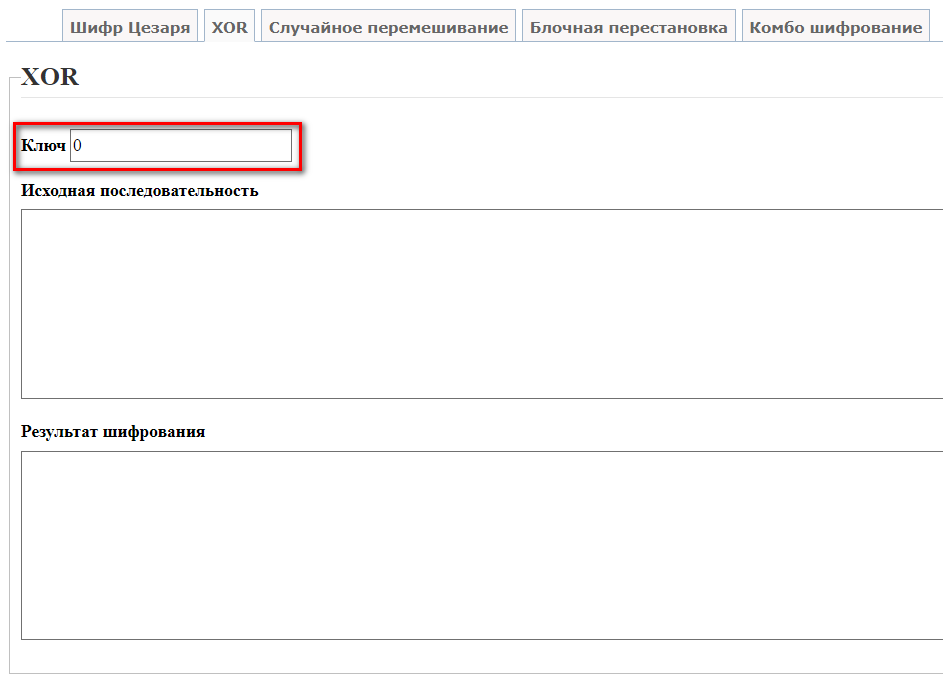 Шифр Цезаря XOR Случайное перемешивание Блочная перестановка Комбо шифрование
XOR
Ключ 0
Исходная последовательность
Результат шифрования